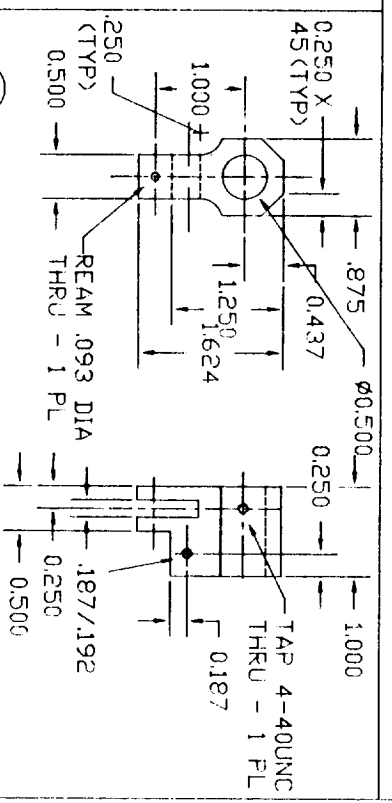 0.250 X
45 (TYP)
.875
Ø0.500
0.437
1.000
.250
(TYP)
0.500
1.250
1.624
REAM .093 DIA
THRU - 1 PL
0.250
1.000
TAP 4-40UNC
THRU - 1 PL
0.187
.187/.192
0.250
0.500